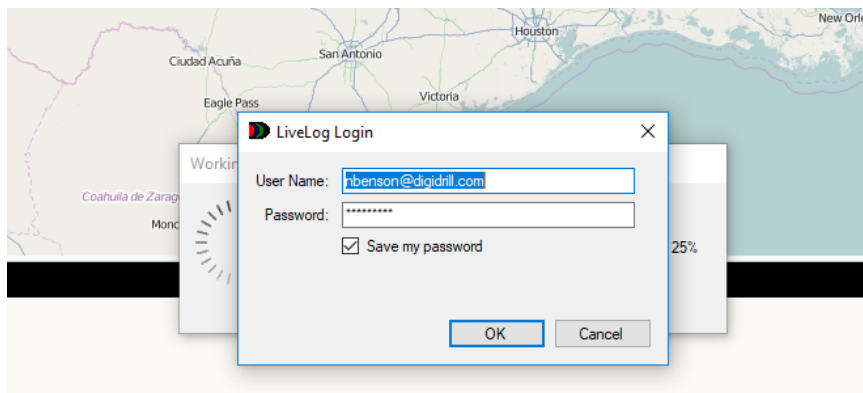 New Orl
Houston
San Antonio
Ciudad Acuña
Victoria
Eagle Pass
LiveLog Login
Workin
User Name: nbenson@digidrill.com
Coahuila de Zarag
Password: *********
Monc
Save my password
25%
OK Cancel